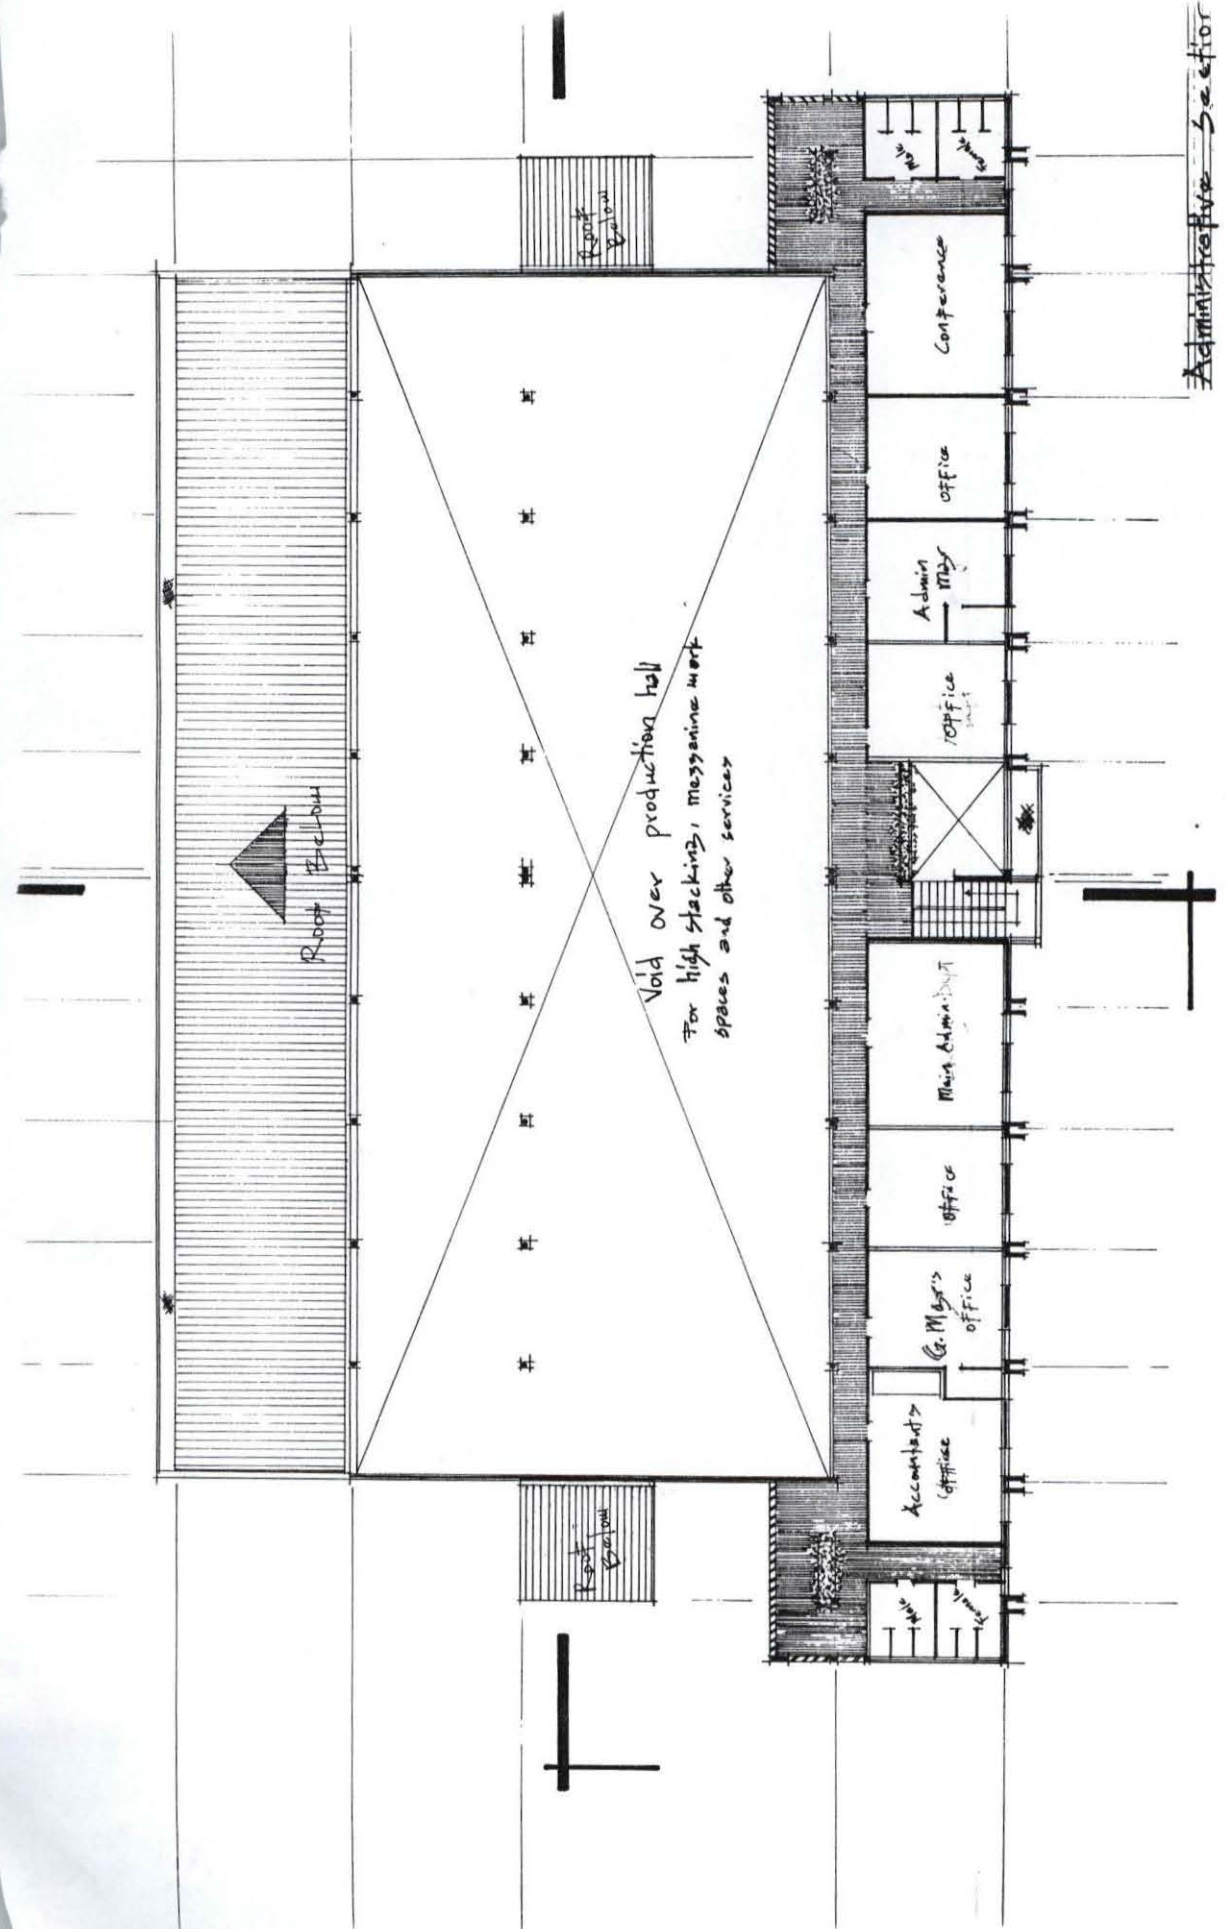 Administrative Section
Roof Below
Roof
Below
Roof
Below
Void over production hall
For high stacking, mezzanine work
spaces and other services
Male
Female
Accountant's
office
G. Mgr's
office
office
Main Admin. Dept
office
Admin
Mgr
office
Conference
Male
Female